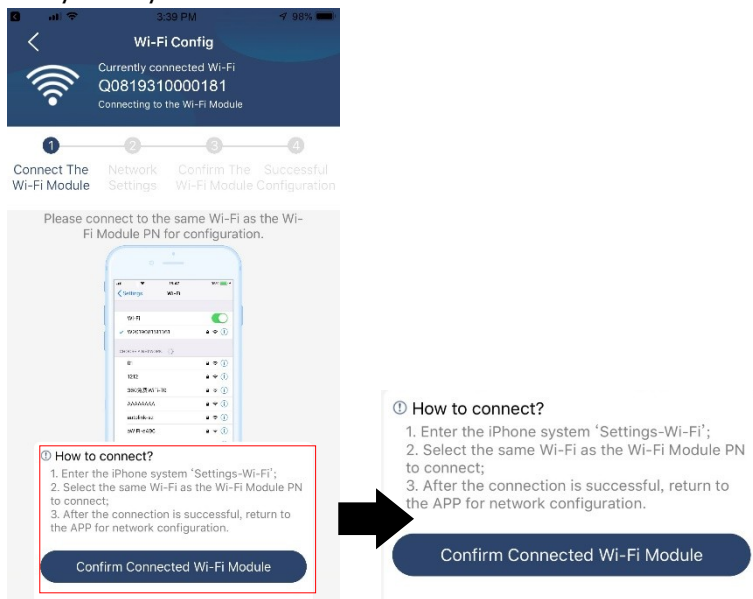 3:39 PM
98%
Wi-Fi Config
Currently connected Wi-Fi
Q0819310000181
Connecting to the Wi-Fi Module
1
2
3
4
Connect The
Wi-Fi Module
Network
Settings
Confirm The
Wi-Fi Module
Successful
Configuration
Please connect to the same Wi-Fi as the Wi-
Fi Module PN for configuration.
Settings
Wi-Fi
Wi-Fi
1212
AAAAAAAA
How to connect?
1. Enter the iPhone system ‘Settings-Wi-Fi’;
2. Select the same Wi-Fi as the Wi-Fi Module PN
to connect;
3. After the connection is successful, return to
the APP for network configuration.
Confirm Connected Wi-Fi Module
How to connect?
1. Enter the iPhone system ‘Settings-Wi-Fi’;
2. Select the same Wi-Fi as the Wi-Fi Module PN
to connect;
3. After the connection is successful, return to
the APP for network configuration.
Confirm Connected Wi-Fi Module